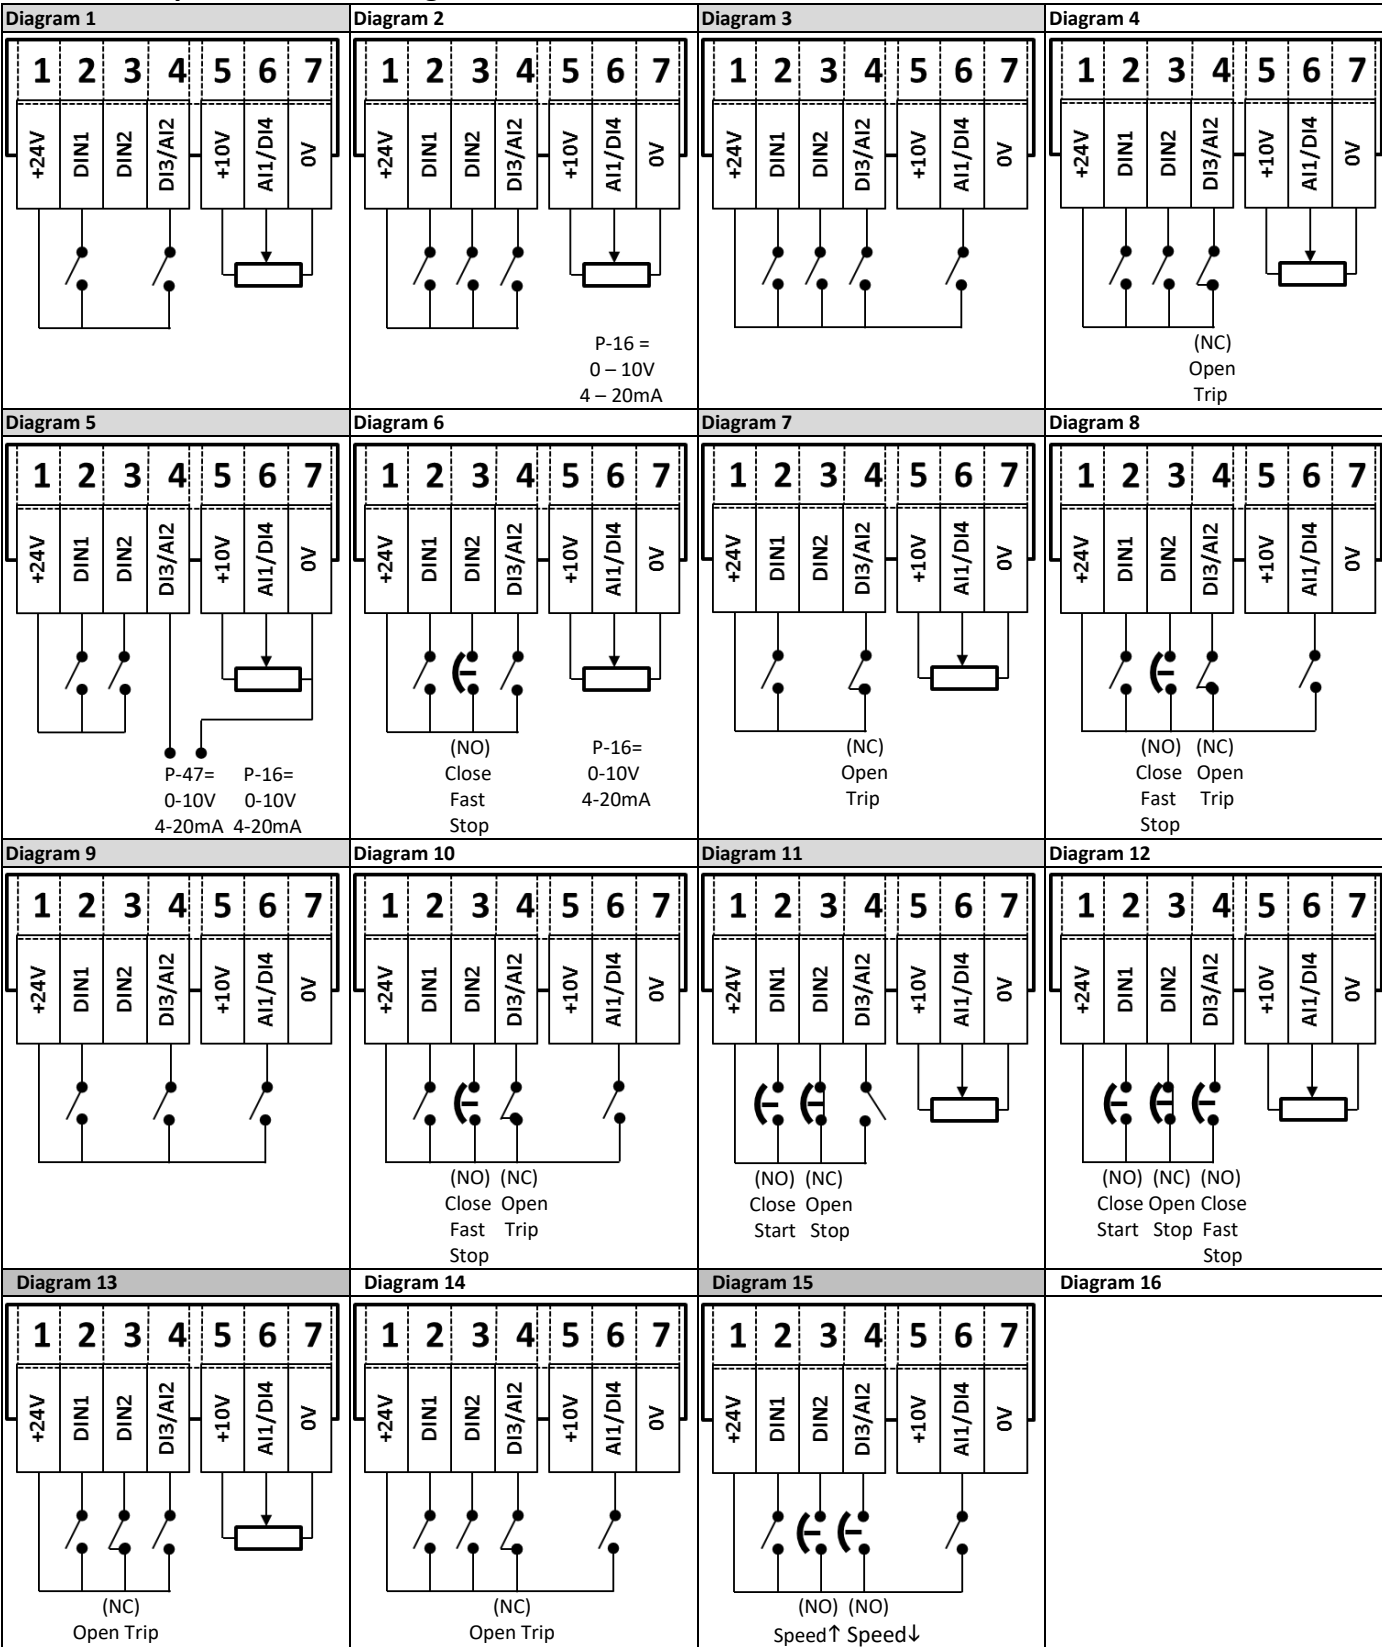 Diagram 1
1 2 3 4 5 6 7
+24V DIN1 DIN2 DI3/AI2 +10V AI1/DI4 0V
Diagram 2
1 2 3 4 5 6 7
+24V DIN1 DIN2 DI3/AI2 +10V AI1/DI4 0V
P-16 =
0 – 10V
4 – 20mA
Diagram 3
1 2 3 4 5 6 7
+24V DIN1 DIN2 DI3/AI2 +10V AI1/DI4 0V
Diagram 4
1 2 3 4 5 6 7
+24V DIN1 DIN2 DI3/AI2 +10V AI1/DI4 0V
(NC)
Open
Trip
Diagram 5
1 2 3 4 5 6 7
+24V DIN1 DIN2 DI3/AI2 +10V AI1/DI4 0V
P-47= P-16=
0-10V 0-10V
4-20mA 4-20mA
Diagram 6
1 2 3 4 5 6 7
+24V DIN1 DIN2 DI3/AI2 +10V AI1/DI4 0V
(NO) P-16=
Close 0-10V
Fast 4-20mA
Stop
Diagram 7
1 2 3 4 5 6 7
+24V DIN1 DIN2 DI3/AI2 +10V AI1/DI4 0V
(NC)
Open
Trip
Diagram 8
1 2 3 4 5 6 7
+24V DIN1 DIN2 DI3/AI2 +10V AI1/DI4 0V
(NO) (NC)
Close Open
Fast Trip
Stop
Diagram 9
1 2 3 4 5 6 7
+24V DIN1 DIN2 DI3/AI2 +10V AI1/DI4 0V
Diagram 10
1 2 3 4 5 6 7
+24V DIN1 DIN2 DI3/AI2 +10V AI1/DI4 0V
(NO) (NC)
Close Open
Fast Trip
Stop
Diagram 11
1 2 3 4 5 6 7
+24V DIN1 DIN2 DI3/AI2 +10V AI1/DI4 0V
(NO) (NC)
Close Open
Start Stop
Diagram 12
1 2 3 4 5 6 7
+24V DIN1 DIN2 DI3/AI2 +10V AI1/DI4 0V
(NO) (NC) (NO)
Close Open Close
Start Stop Fast
Stop
Diagram 13
1 2 3 4 5 6 7
+24V DIN1 DIN2 DI3/AI2 +10V AI1/DI4 0V
(NC)
Open Trip
Diagram 14
1 2 3 4 5 6 7
+24V DIN1 DIN2 DI3/AI2 +10V AI1/DI4 0V
(NC)
Open Trip
Diagram 15
1 2 3 4 5 6 7
+24V DIN1 DIN2 DI3/AI2 +10V AI1/DI4 0V
(NO) (NO)
Speed↑ Speed↓
Diagram 16